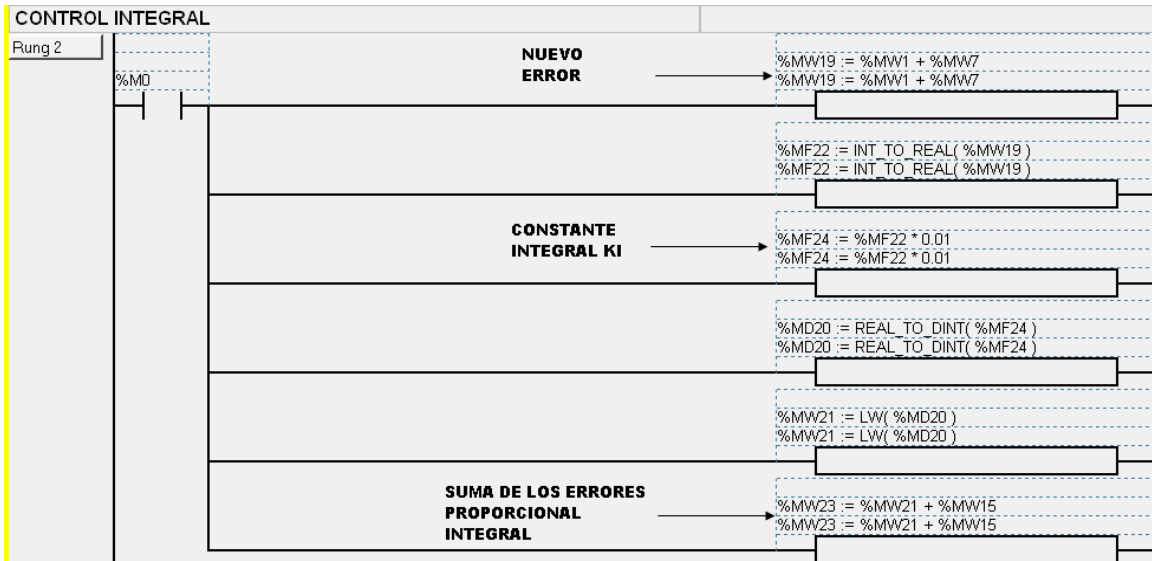 CONTROL INTEGRAL
Rung 2
%M0
NUEVO
ERROR
%MW19 := %MW1 + %MW7
%MW19 := %MW1 + %MW7
%MF22 := INT_TO_REAL( %MW19 )
%MF22 := INT_TO_REAL( %MW19 )
CONSTANTE
INTEGRAL KI
%MF24 := %MF22 * 0.01
%MF24 := %MF22 * 0.01
%MD20 := REAL_TO_DINT( %MF24 )
%MD20 := REAL_TO_DINT( %MF24 )
%MW21 := LW( %MD20 )
%MW21 := LW( %MD20 )
SUMA DE LOS ERRORES
PROPORCIONAL
INTEGRAL
%MW23 := %MW21 + %MW15
%MW23 := %MW21 + %MW15